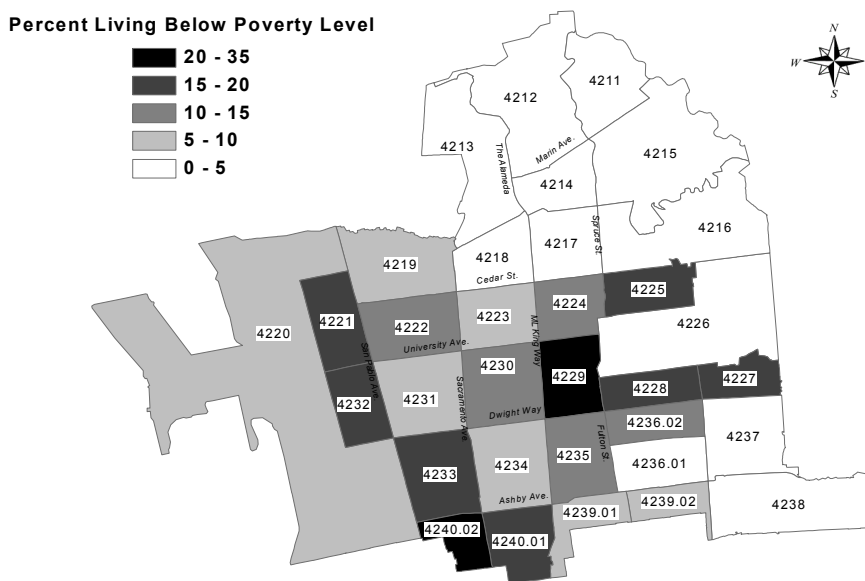 Percent Living Below Poverty Level
20 - 35
15 - 20
10 - 15
5 - 10
0 - 5
N
W
S
4211
4212
4213
The Alameda
Marin Ave.
4215
4214
4216
Spruce St.
4217
4218
4219
Cedar St.
4225
4224
4220
4221
4223
4222
ML King Way
4226
University Ave.
San Pablo Ave.
4230
4229
4227
4228
Sacramento Ave.
4231
4232
Dwight Way
4236.02
4237
Fulton St.
4235
4234
4236.01
4233
Ashby Ave.
4239.02
4238
4239.01
4240.02
4240.01